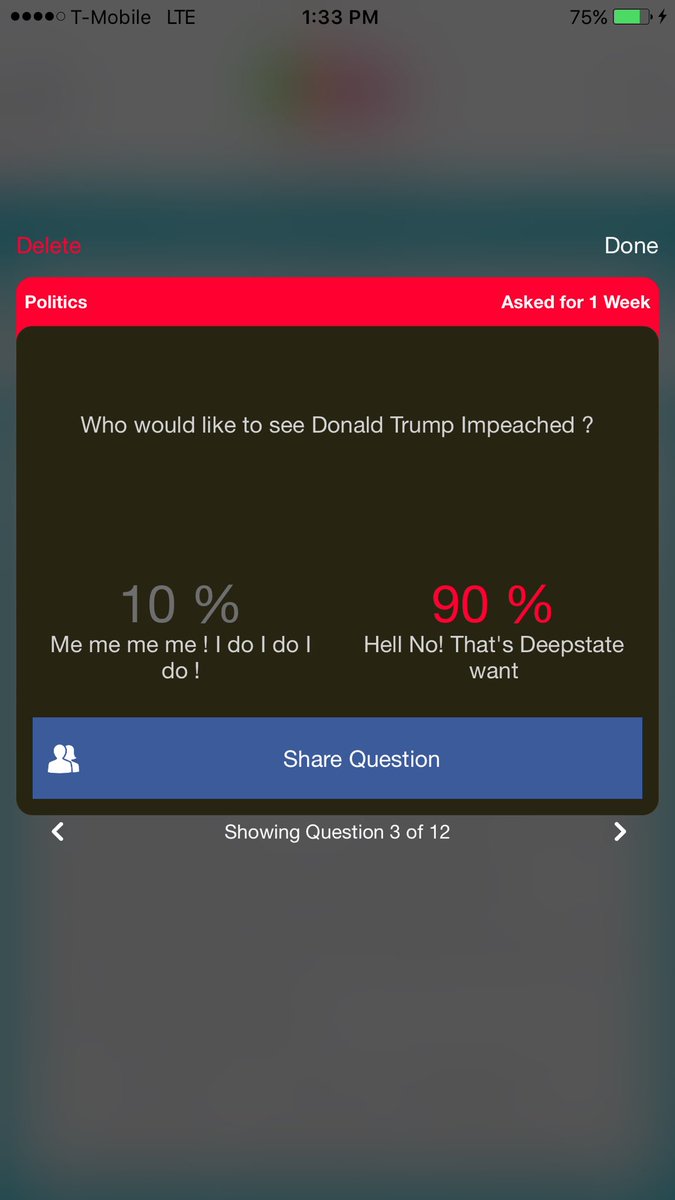 T-Mobile LTE 1:33 PM 75%
Delete Done
Politics Asked for 1 Week
Who would like to see Donald Trump Impeached ?
10 % 90 %
Me me me me ! I do I do I
do !
Hell No! That's Deepstate
want
Share Question
Showing Question 3 of 12